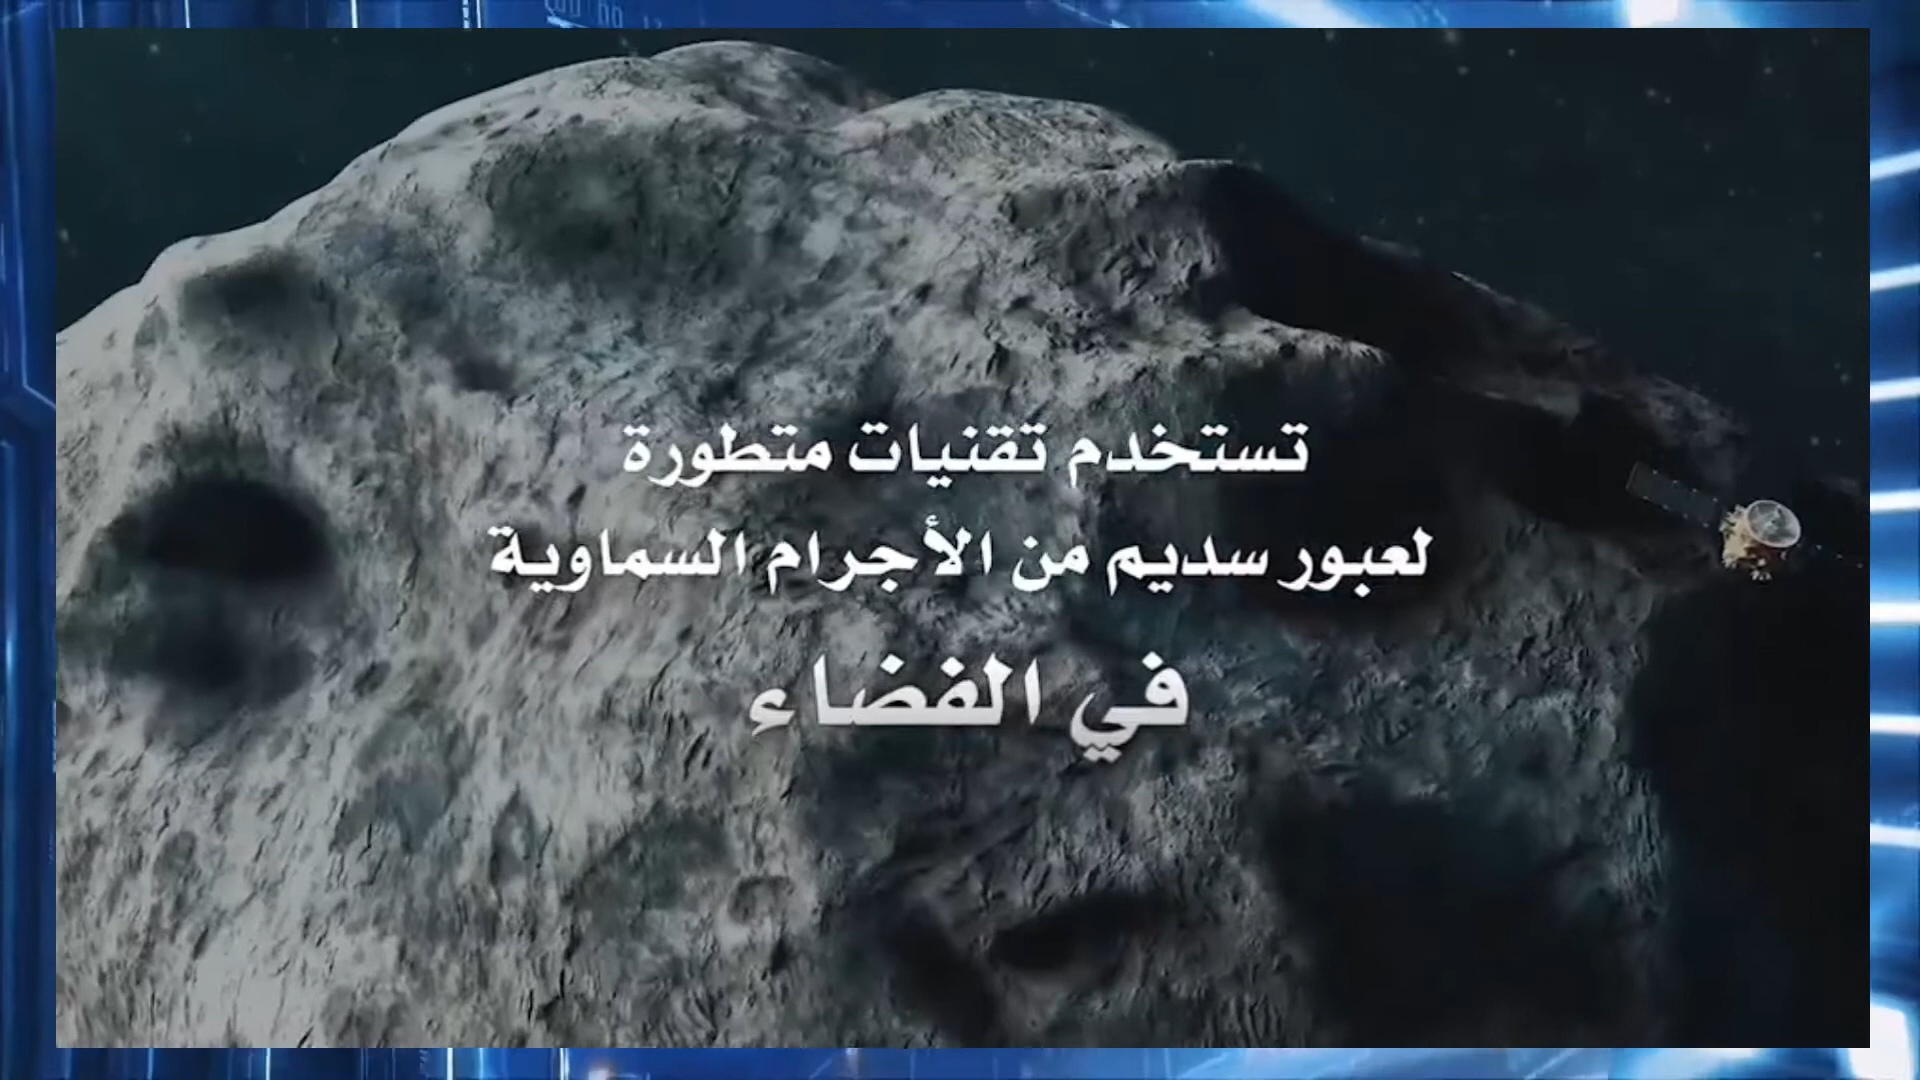 تستخدم تقنيات متطورة
لعبور سديم من الأجرام السماوية
في الفضاء